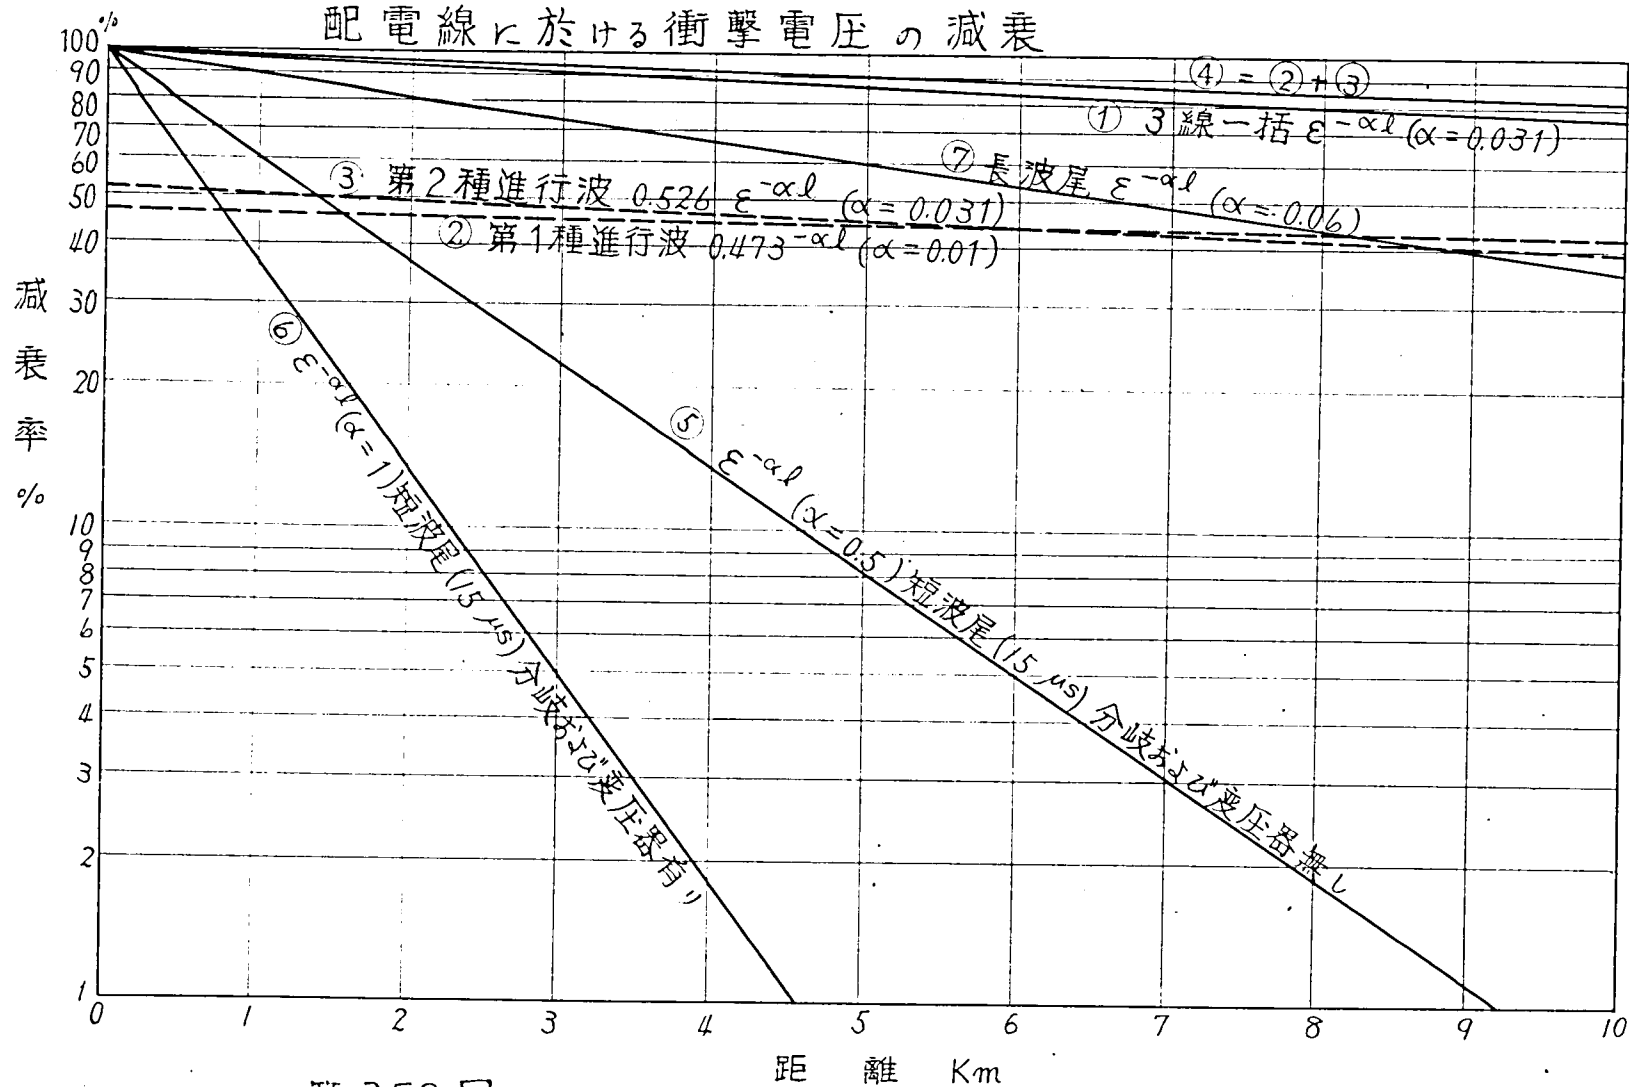 配電線に於ける衝撃電圧の減衰
%
100
90
80
70
60
50
40
30
20
10
9
8
7
6
5
4
3
2
1
減衰率%
④ = ② + ③
① 3線一括 ε^-αl (α=0.031)
⑦ 長波尾 ε^-αl (α=0.06)
③ 第2種進行波 0.526 ε^-αl (α=0.031)
② 第1種進行波 0.473^-αl (α=0.01)
⑥ ε^-αl (α=1) 短波尾 (15μs) 分岐および変圧器有り
⑤ ε^-αl (α=0.5) 短波尾 (15μs) 分岐および変圧器無し
0 1 2 3 4 5 6 7 8 9 10
距離 Km